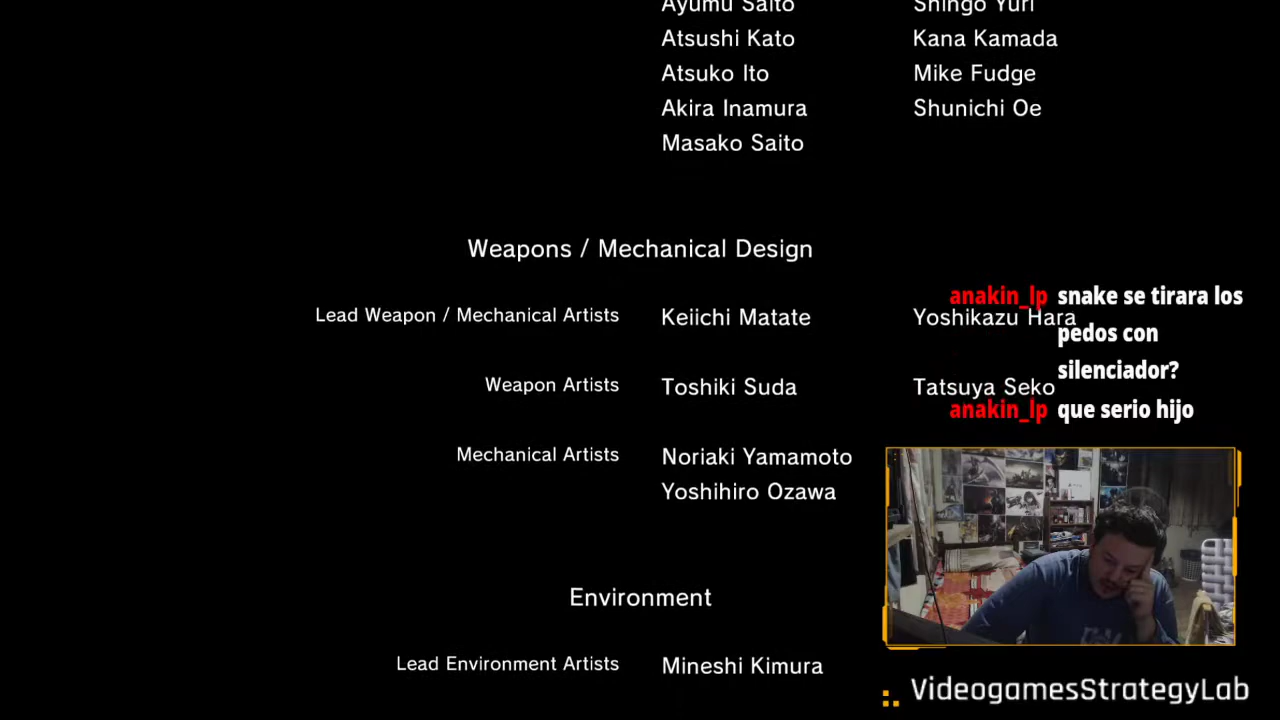 Ayumu Saito Shingo Yuri
Atsushi Kato Kana Kamada
Atsuko Ito Mike Fudge
Akira Inamura Shunichi Oe
Masako Saito
Weapons / Mechanical Design
Lead Weapon / Mechanical Artists Keiichi Matate Yoshikazu Hara
Weapon Artists Toshiki Suda Tatsuya Seko
Mechanical Artists Noriaki Yamamoto
Yoshihiro Ozawa
Environment
Lead Environment Artists Mineshi Kimura
anakin_lp snake se tirara los
pedos con
silenciador?
anakin_lp que serio hijo
VideogamesStrategyLab